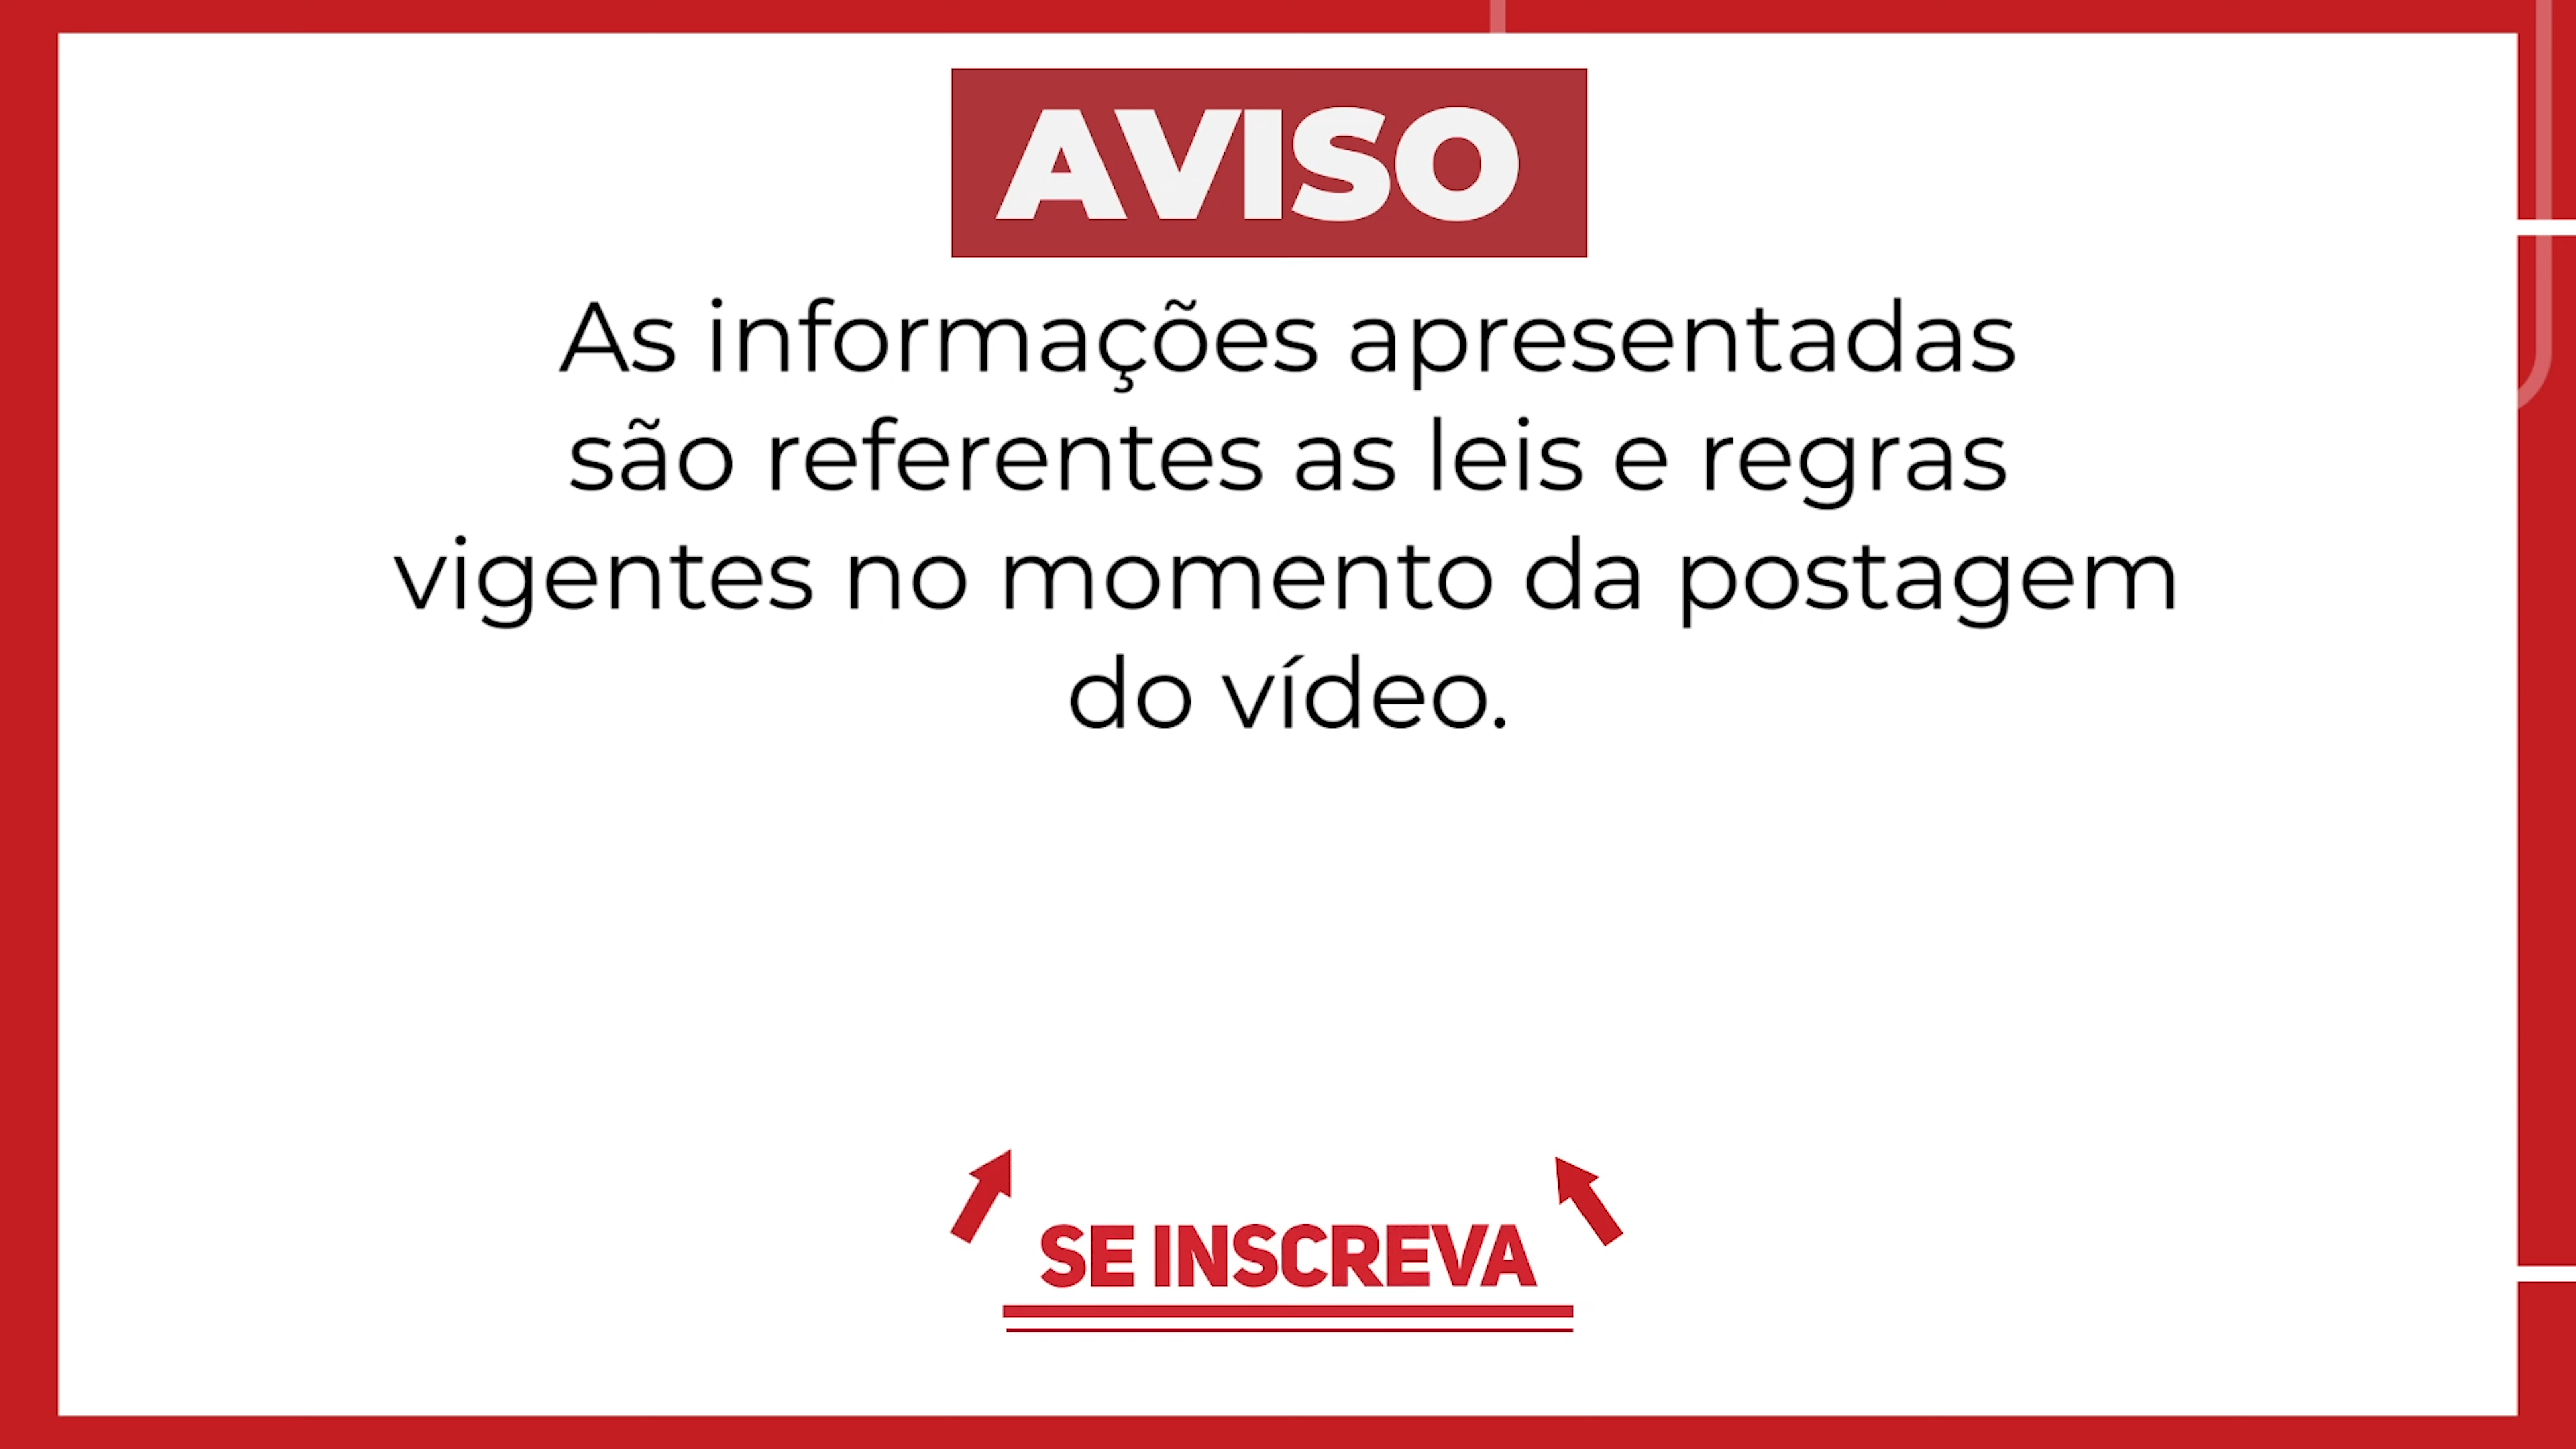 AVISO
As informações apresentadas
são referentes as leis e regras
vigentes no momento da postagem
do vídeo.
SE INSCREVA